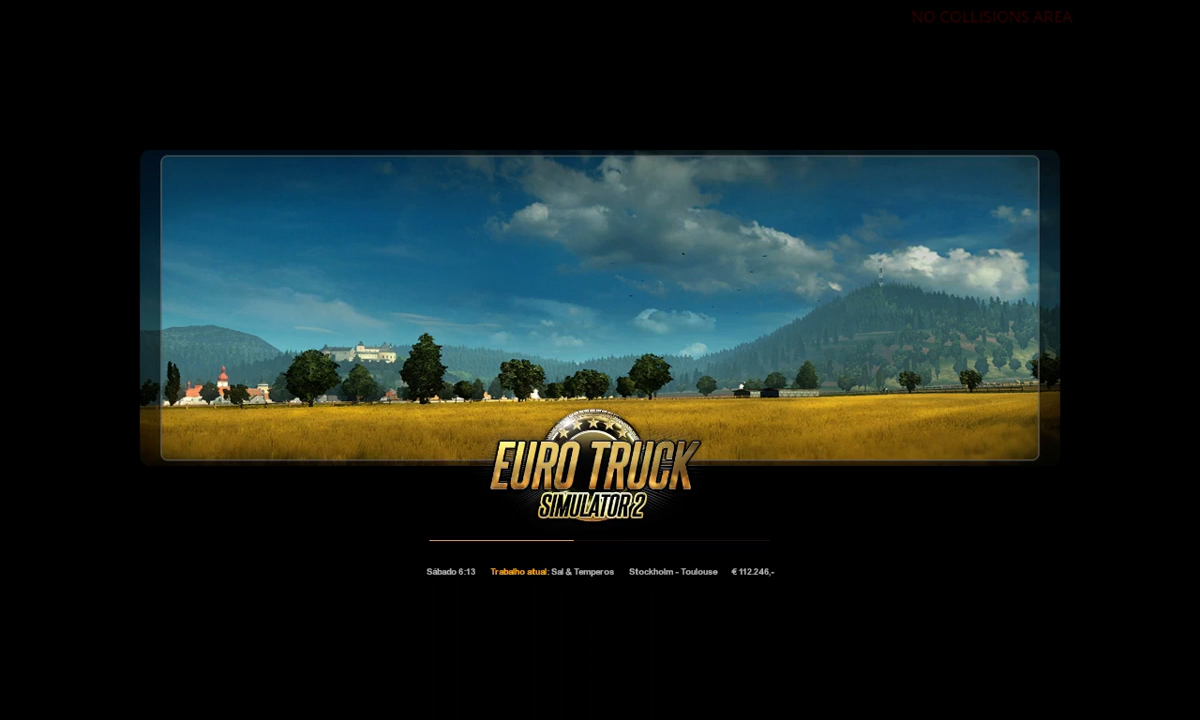 NO COLLISIONS AREA
EURO TRUCK
SIMULATOR 2
Sábado 6:13 Trabalho atual: Sal & Temperos Stockholm - Toulouse € 112.246,-